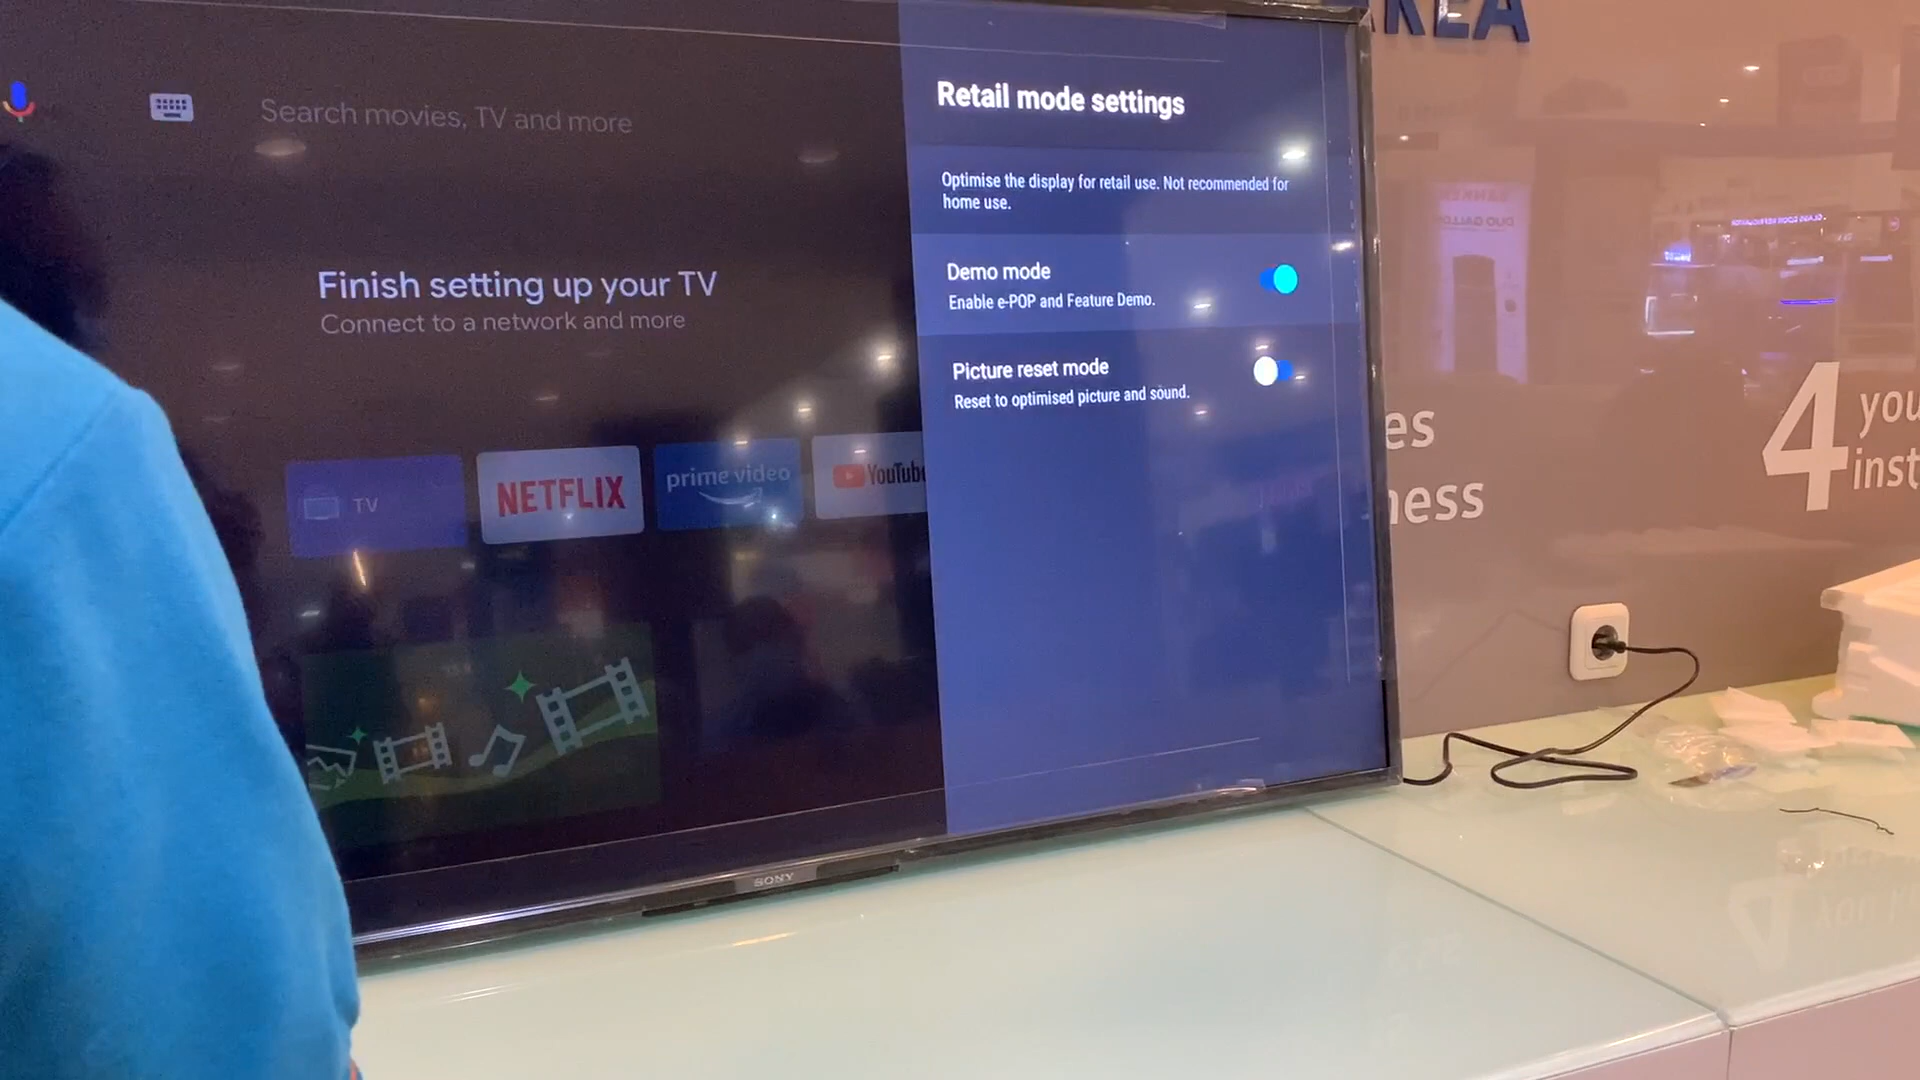 REA
Search movies, TV and more
Finish setting up your TV
Connect to a network and more
TV
NETFLIX
prime video
YouTube
Retail mode settings
Optimise the display for retail use. Not recommended for
home use.
Demo mode
Enable e-POP and Feature Demo.
Picture reset mode
Reset to optimised picture and sound.
SONY
es
ness
4 you
inst